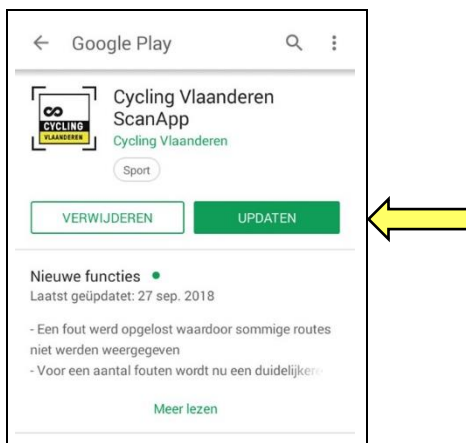 Google Play
CYCLING
VLAANDEREN
Cycling Vlaanderen
ScanApp
Cycling Vlaanderen
Sport
VERWIJDEREN
UPDATEN
Nieuwe functies
Laatst geüpdatet: 27 sep. 2018
- Een fout werd opgelost waardoor sommige routes
niet werden weergegeven
- Voor een aantal fouten wordt nu een duidelijkere
Meer lezen